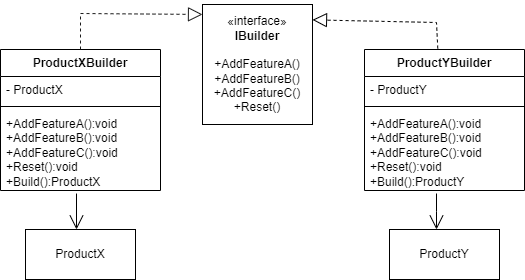 «interface»
IBuilder
+AddFeatureA()
+AddFeatureB()
+AddFeatureC()
+Reset()
ProductXBuilder
- ProductX
+AddFeatureA():void
+AddFeatureB():void
+AddFeatureC():void
+Reset():void
+Build():ProductX
ProductX
ProductYBuilder
- ProductY
+AddFeatureA():void
+AddFeatureB():void
+AddFeatureC():void
+Reset():void
+Build():ProductY
ProductY